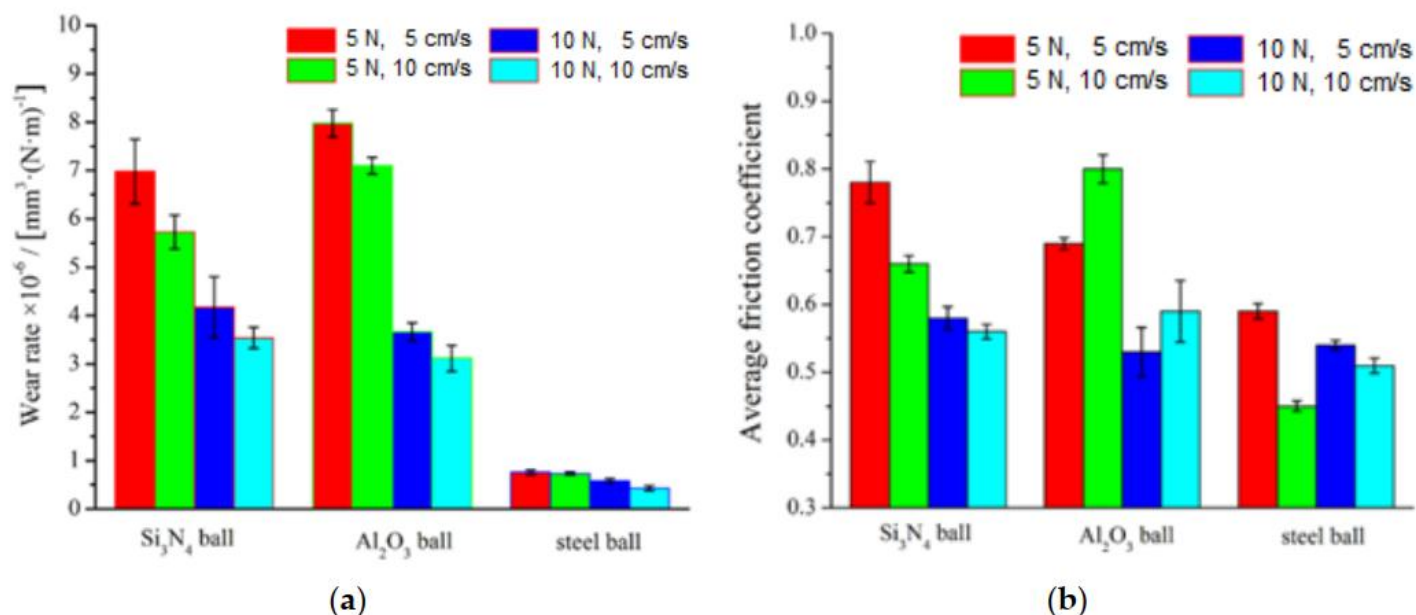 5 N, 5 cm/s 10 N, 5 cm/s
5 N, 10 cm/s 10 N, 10 cm/s
Wear rate ×10⁻⁶ / [mm³·(N·m)⁻¹]
10
9
8
7
6
5
4
3
2
1
0
Si₃N₄ ball Al₂O₃ ball steel ball
(a)
5 N, 5 cm/s 10 N, 5 cm/s
5 N, 10 cm/s 10 N, 10 cm/s
Average friction coefficient
1.0
0.9
0.8
0.7
0.6
0.5
0.4
0.3
Si₃N₄ ball Al₂O₃ ball steel ball
(b)